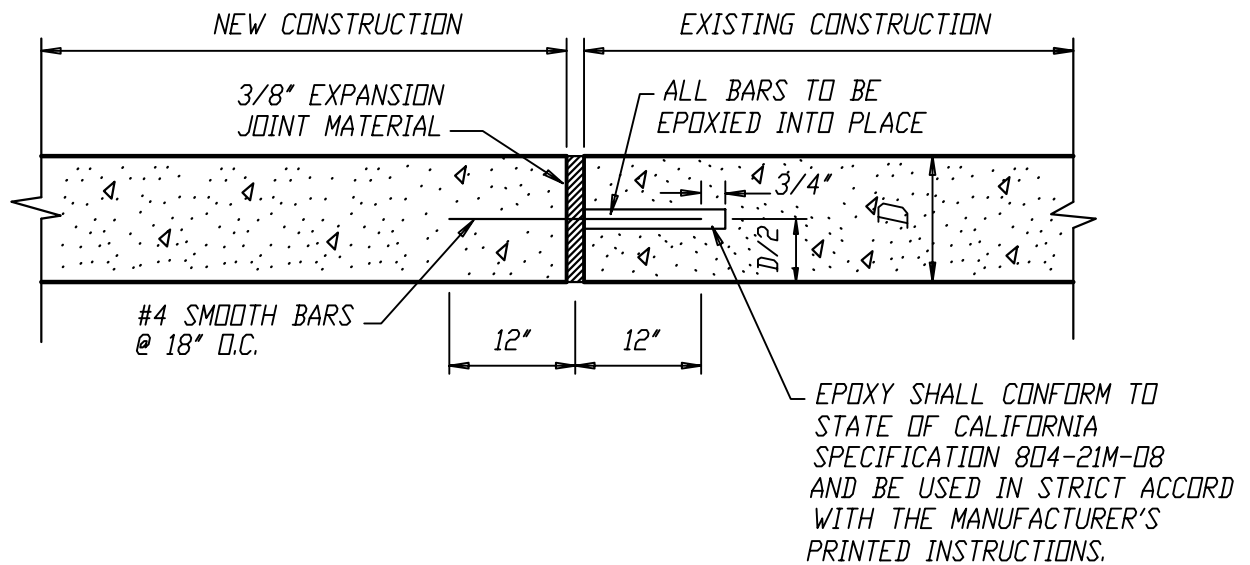 NEW CONSTRUCTION
EXISTING CONSTRUCTION
3/8" EXPANSION
JOINT MATERIAL
ALL BARS TO BE
EPOXIED INTO PLACE
3/4"
D
D/2
#4 SMOOTH BARS
@ 18" O.C.
12"
12"
EPOXY SHALL CONFORM TO
STATE OF CALIFORNIA
SPECIFICATION 804-21M-08
AND BE USED IN STRICT ACCORD
WITH THE MANUFACTURER'S
PRINTED INSTRUCTIONS.